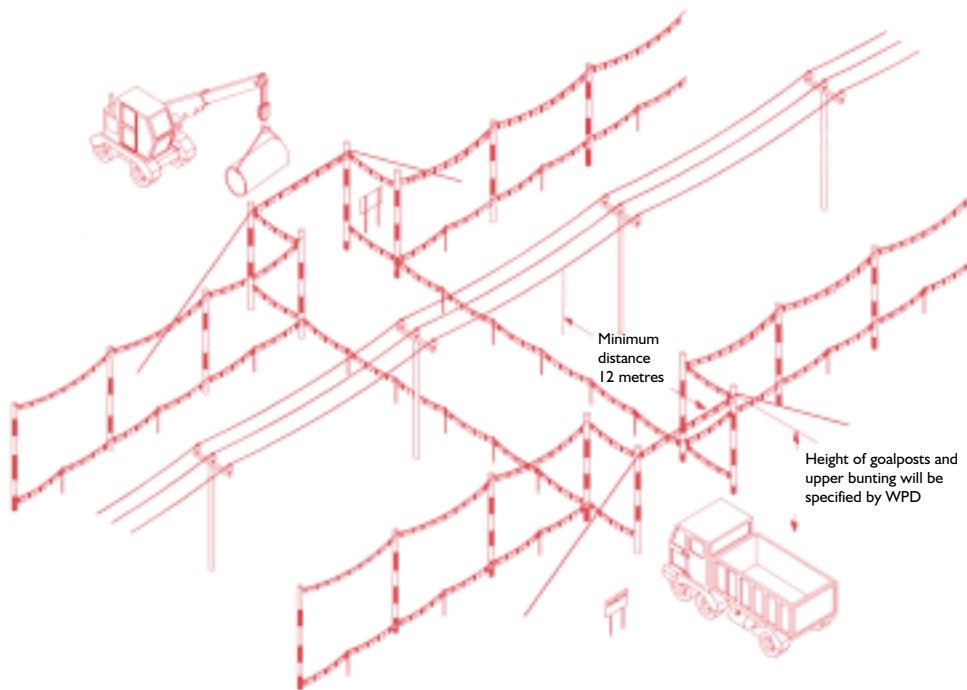 Minimum
distance
12 metres
Height of goalposts and
upper bunting will be
specified by WPD